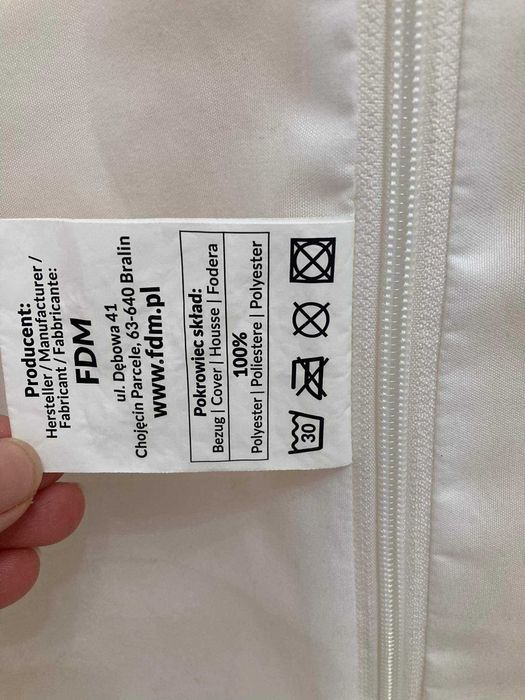 Producent:
Hersteller / Manufacturer /
Fabricant / Fabbricante:
FDM
ul. Dębowa 41
Chojęcin Parcele, 63-640 Bralin
www.fdm.pl
Pokrowiec skład:
Bezug | Cover | Housse | Fodera
100%
Polyester | Poliestere | Polyester
30